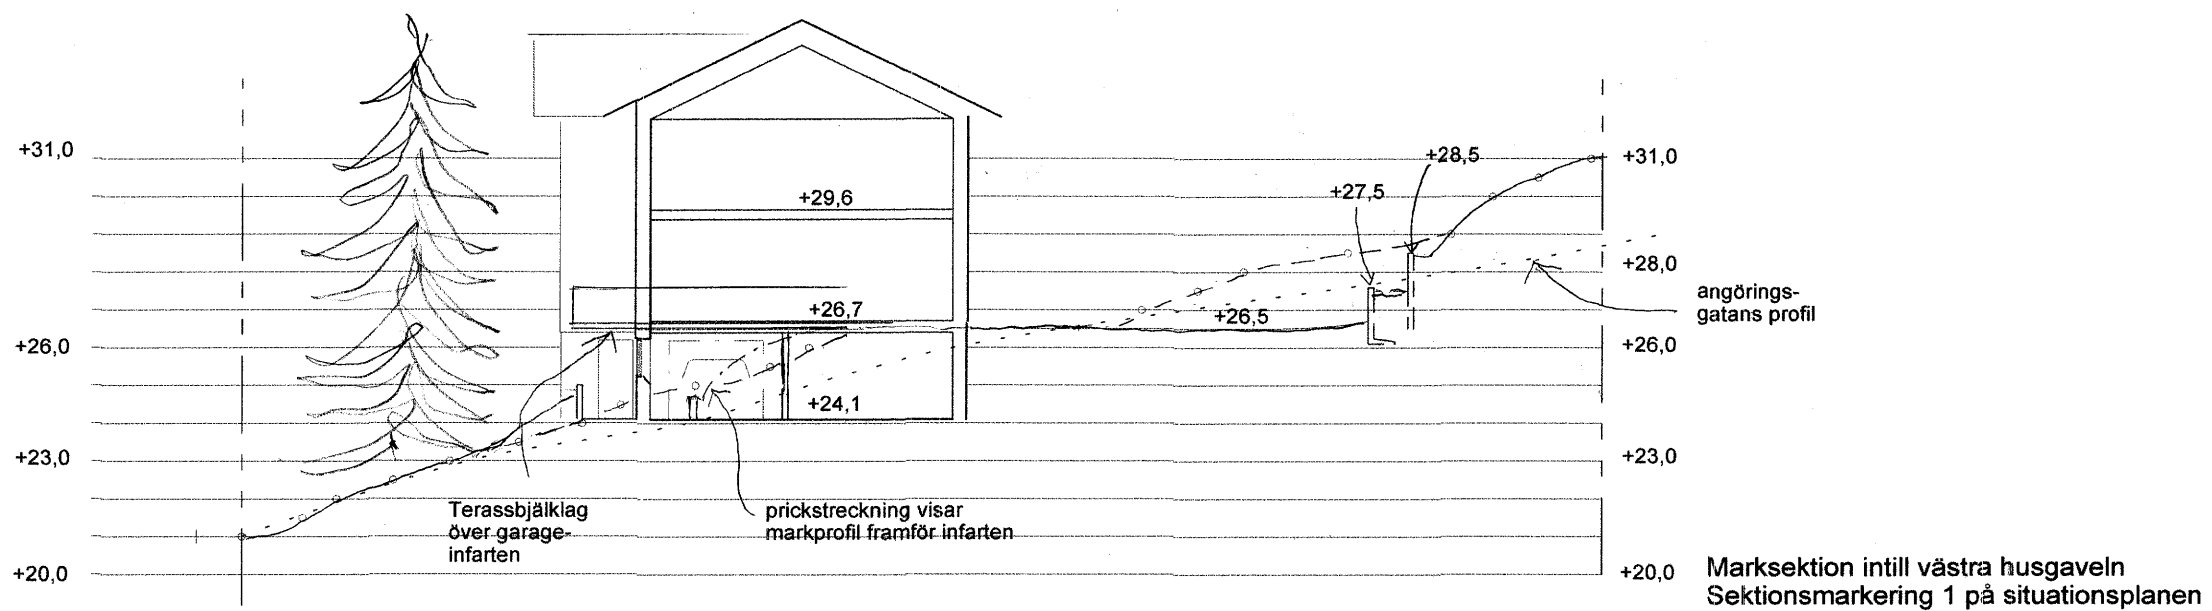 +31,0
+26,0
+23,0
+20,0
+29,6
+26,7
+24,1
+26,5
+27,5
+28,5
+31,0
+28,0
+26,0
+23,0
+20,0
angörings-
gatans profil
Terassbjälklag
över garage-
infarten
prickstreckning visar
markprofil framför infarten
Marksektion intill västra husgaveln
Sektionsmarkering 1 på situationsplanen